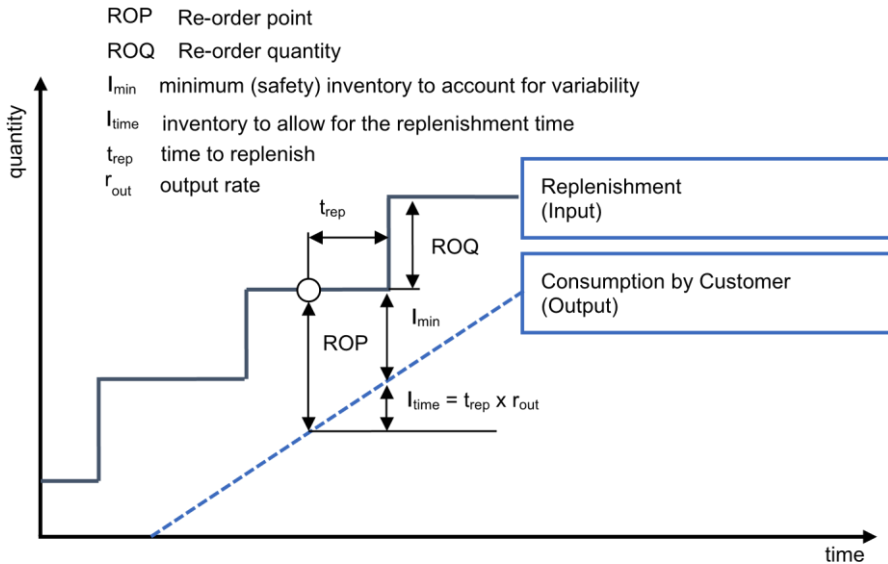 ROP Re-order point
ROQ Re-order quantity
Imin minimum (safety) inventory to account for variability
Itime inventory to allow for the replenishment time
trep time to replenish
rout output rate
quantity
trep
Replenishment
(Input)
ROQ
Consumption by Customer
(Output)
Imin
ROP
Itime = trep x rout
time